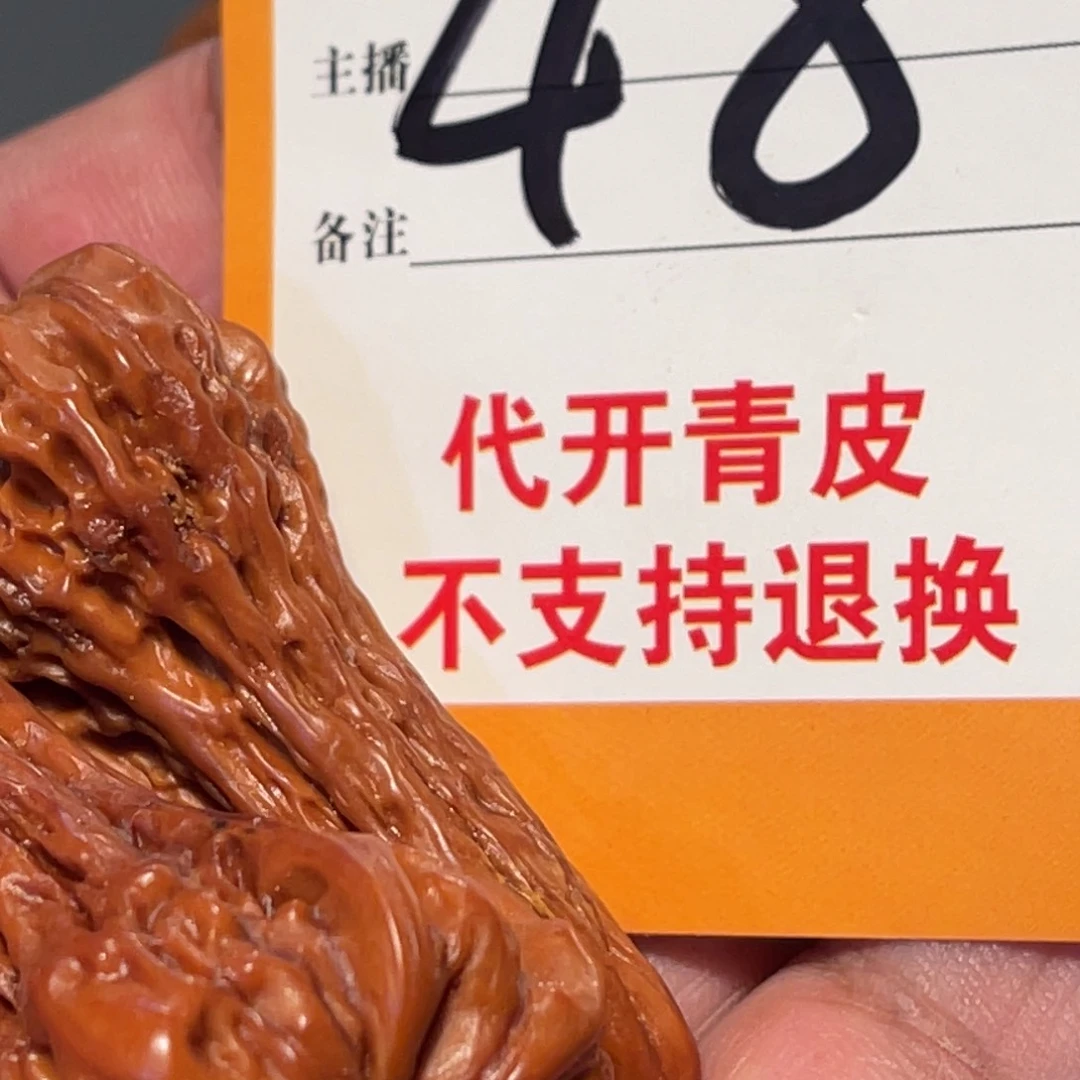 主播 48
备注
代开青皮
不支持退换